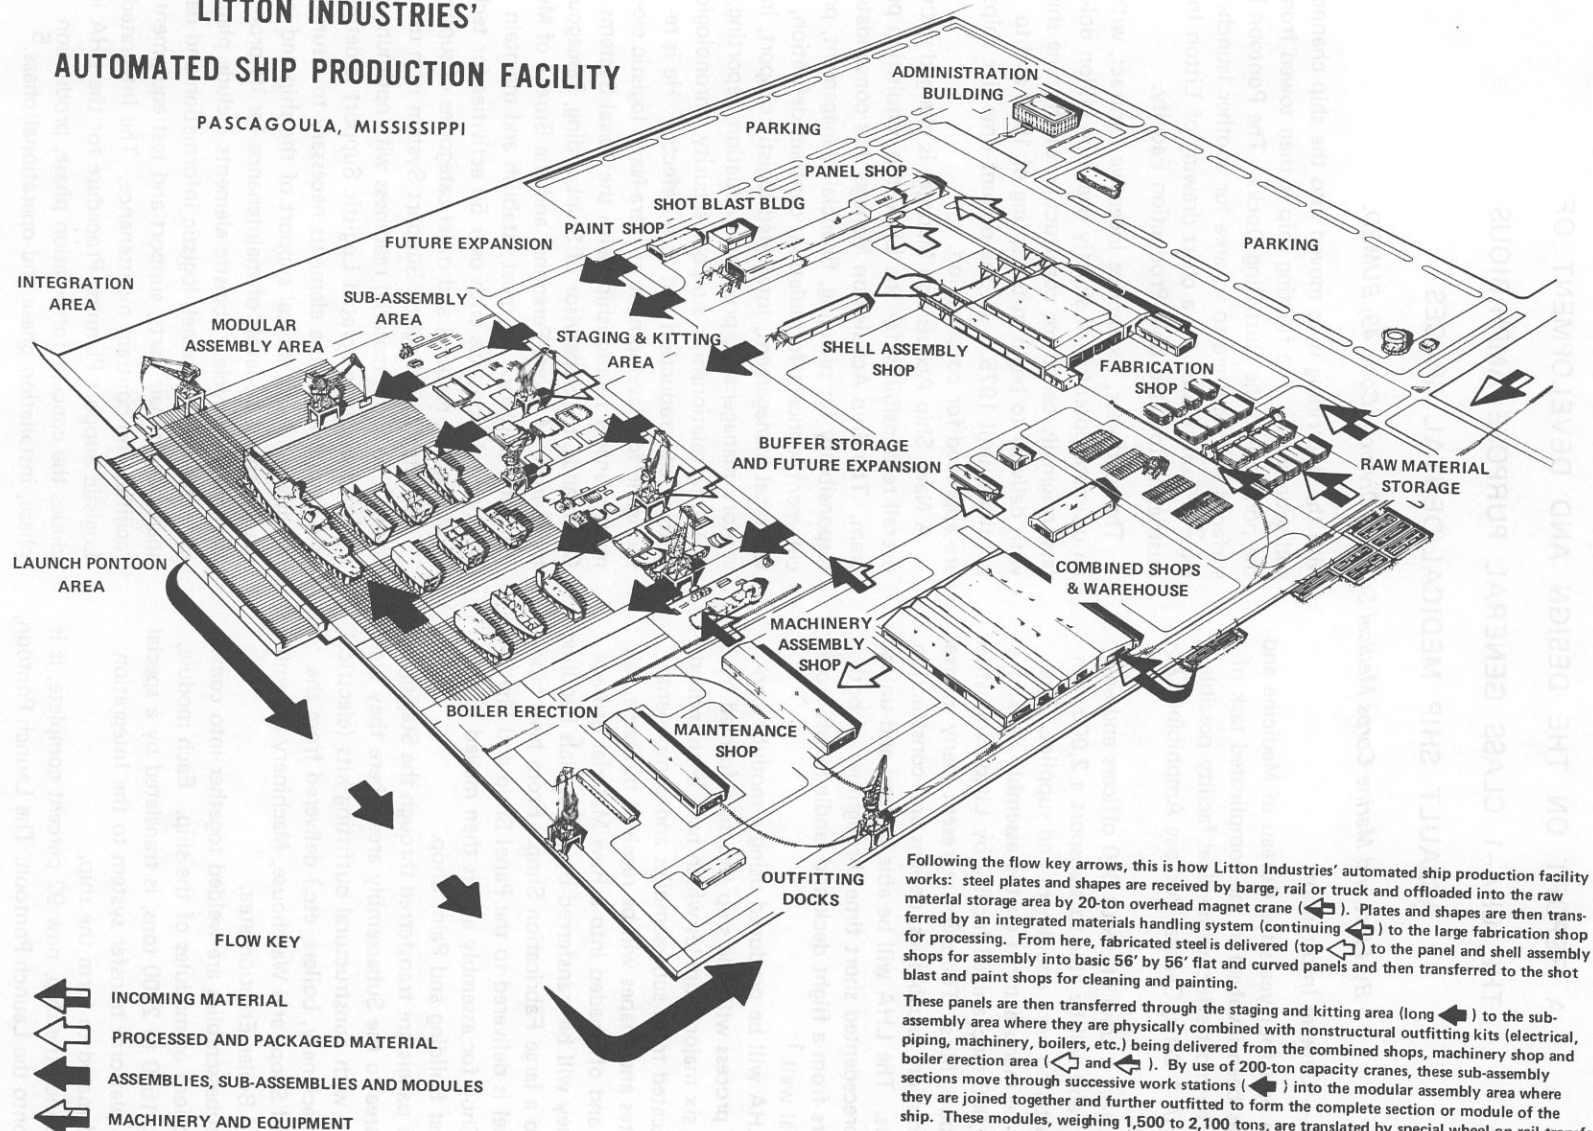 LITTON INDUSTRIES'
AUTOMATED SHIP PRODUCTION FACILITY
PASCAGOULA, MISSISSIPPI
ADMINISTRATION
BUILDING
PARKING
PANEL SHOP
SHOT BLAST BLDG
PAINT SHOP
FUTURE EXPANSION
PARKING
INTEGRATION
AREA
SUB-ASSEMBLY
AREA
MODULAR
ASSEMBLY AREA
STAGING & KITTING
AREA
SHELL ASSEMBLY
SHOP
FABRICATION
SHOP
BUFFER STORAGE
AND FUTURE EXPANSION
RAW MATERIAL
STORAGE
LAUNCH PONTOON
AREA
COMBINED SHOPS
& WAREHOUSE
MACHINERY
ASSEMBLY
SHOP
BOILER ERECTION
MAINTENANCE
SHOP
OUTFITTING
DOCKS
FLOW KEY
INCOMING MATERIAL
PROCESSED AND PACKAGED MATERIAL
ASSEMBLIES, SUB-ASSEMBLIES AND MODULES
MACHINERY AND EQUIPMENT
Following the flow key arrows, this is how Litton Industries' automated ship production facility
works: steel plates and shapes are received by barge, rail or truck and offloaded into the raw
material storage area by 20-ton overhead magnet crane ( ). Plates and shapes are then trans-
ferred by an integrated materials handling system (continuing ) to the large fabrication shop
for processing. From here, fabricated steel is delivered (top ) to the panel and shell assembly
shops for assembly into basic 56' by 56' flat and curved panels and then transferred to the shot
blast and paint shops for cleaning and painting.
These panels are then transferred through the staging and kitting area (long ) to the sub-
assembly area where they are physically combined with nonstructural outfitting kits (electrical,
piping, machinery, boilers, etc.) being delivered from the combined shops, machinery shop and
boiler erection area ( and ). By use of 200-ton capacity cranes, these sub-assembly
sections move through successive work stations ( ) into the modular assembly area where
they are joined together and further outfitted to form the complete section or module of the
ship. These modules, weighing 1,500 to 2,100 tons, are translated by special wheel on rail